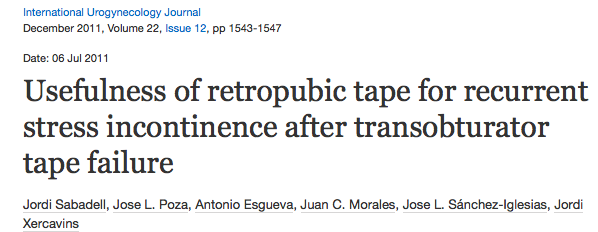 International Urogynecology Journal
December 2011, Volume 22, Issue 12, pp 1543-1547
Date: 06 Jul 2011
Usefulness of retropubic tape for recurrent
stress incontinence after transobturator
tape failure
Jordi Sabadell, Jose L. Poza, Antonio Esgueva, Juan C. Morales, Jose L. Sánchez-Iglesias, Jordi
Xercavins